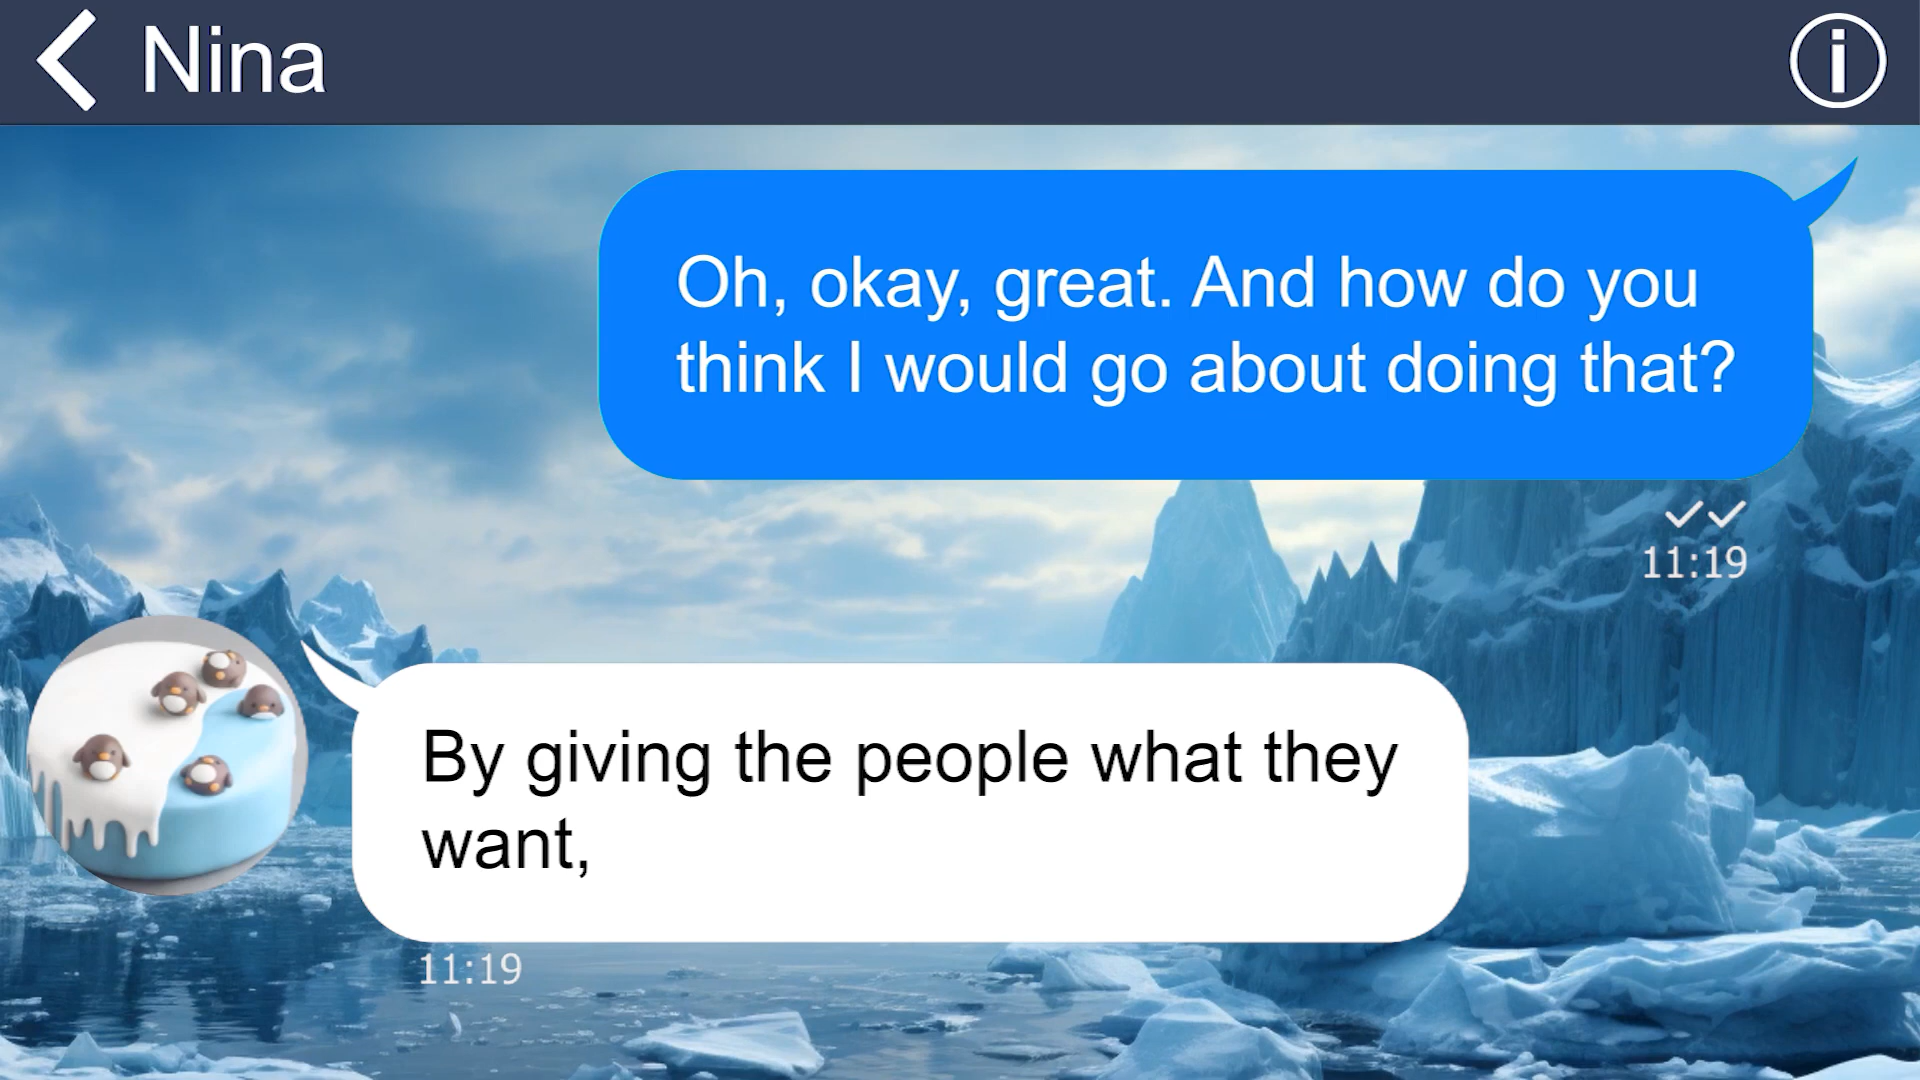 Nina
Oh, okay, great. And how do you
think I would go about doing that?
11:19
By giving the people what they
want,
11:19